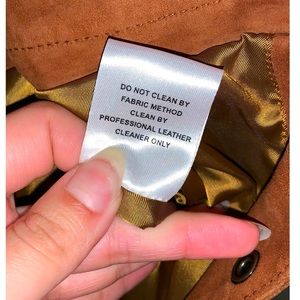 DO NOT CLEAN BY
FABRIC METHOD
CLEAN BY
PROFESSIONAL LEATHER
CLEANER ONLY